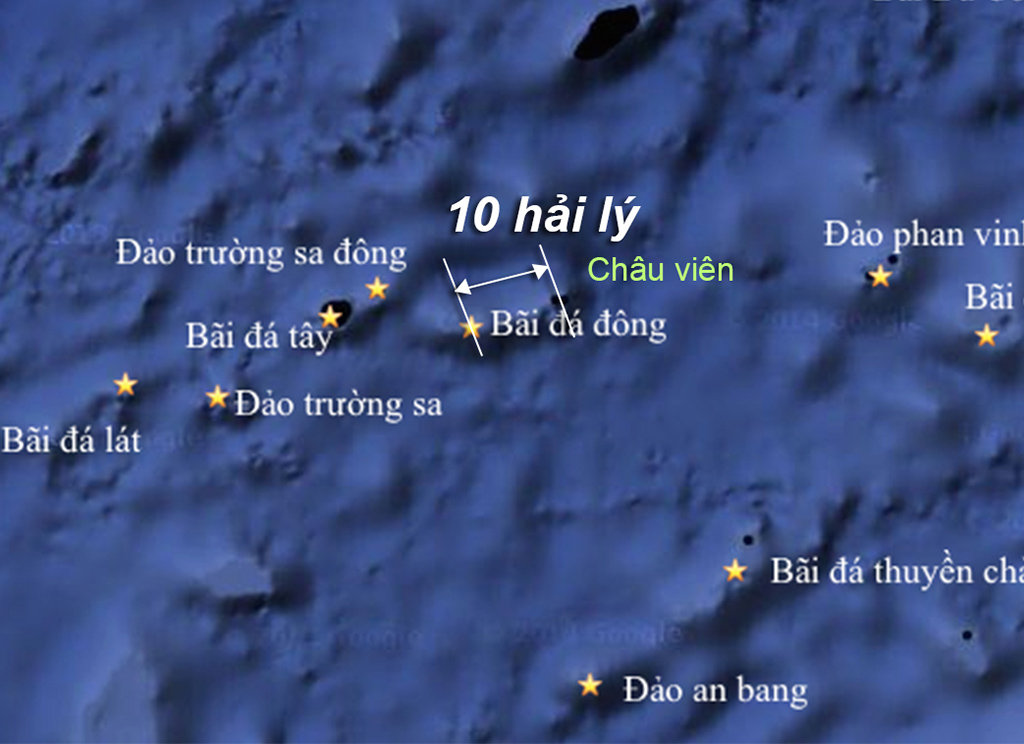 10 hải lý
Đảo phan vinh
Đảo trường sa đông
Châu viên
Bãi
Bãi đá tây
Bãi đá đông
Đảo trường sa
Bãi đá lát
Bãi đá thuyền
Đảo an bang